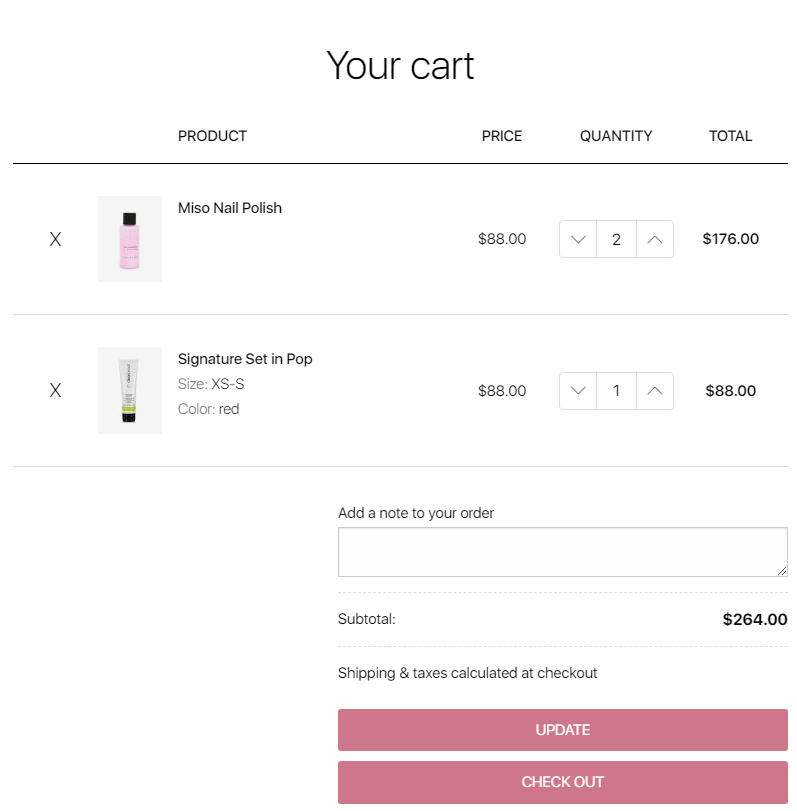 Your cart
PRODUCT PRICE QUANTITY TOTAL
X Miso Nail Polish $88.00 2 $176.00
Signature Set in Pop
X Size: XS-S $88.00 1 $88.00
Color: red
Add a note to your order
Subtotal: $264.00
Shipping & taxes calculated at checkout
UPDATE
CHECK OUT